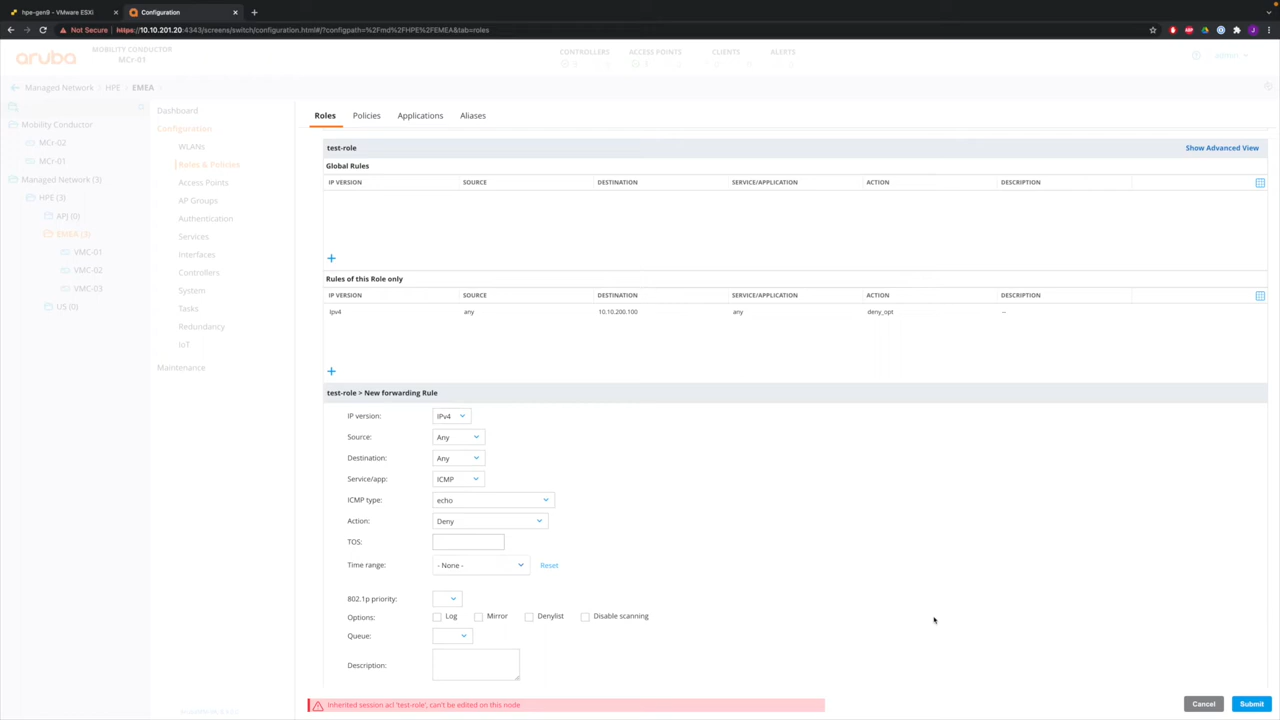 hpe-gen9 – VMware ESXi
Configuration
Not Secure https://10.10.201.20:4343/screens/switch/configuration.html#/?configpath=%2Fmd%2FHPE%2FEMEA&tab=roles
aruba
MOBILITY CONDUCTOR
MCr-01
CONTROLLERS
ACCESS POINTS
CLIENTS
ALERTS
Managed Network > HPE > EMEA
Mobility Conductor
MCr-02
MCr-01
Managed Network (3)
HPE (3)
APJ (0)
EMEA (3)
VMC-01
VMC-02
VMC-03
US (0)
Dashboard
Configuration
WLANs
Roles & Policies
Access Points
AP Groups
Authentication
Services
Interfaces
Controllers
System
Tasks
Redundancy
IoT
Maintenance
Roles Policies Applications Aliases
test-role Show Advanced View
Global Rules
IP VERSION SOURCE DESTINATION SERVICE/APPLICATION ACTION DESCRIPTION
+
Rules of this Role only
IP VERSION SOURCE DESTINATION SERVICE/APPLICATION ACTION DESCRIPTION
Ipv4 any 10.10.200.100 any deny_opt --
+
test-role > New forwarding Rule
IP version: IPv4
Source: Any
Destination: Any
Service/app: ICMP
ICMP type: echo
Action: Deny
TOS:
Time range: - None - Reset
802.1p priority:
Options: Log Mirror Denylist Disable scanning
Queue:
Description:
Inherited session acl 'test-role', can't be edited on this node
Cancel Submit